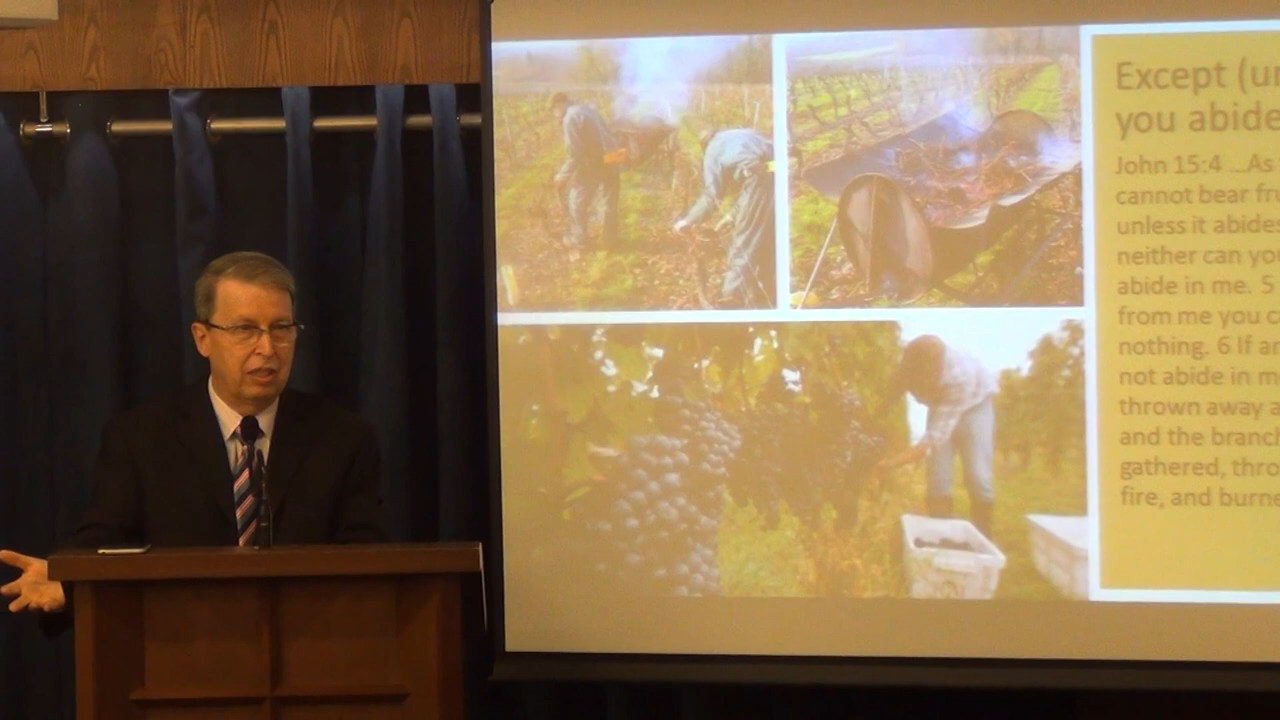 Except (un
you abide
John 15:4 ...As
cannot bear fr
unless it abides
neither can you
abide in me. 5
from me you c
nothing. 6 If an
not abide in m
thrown away a
and the branch
gathered, thro
fire, and burne